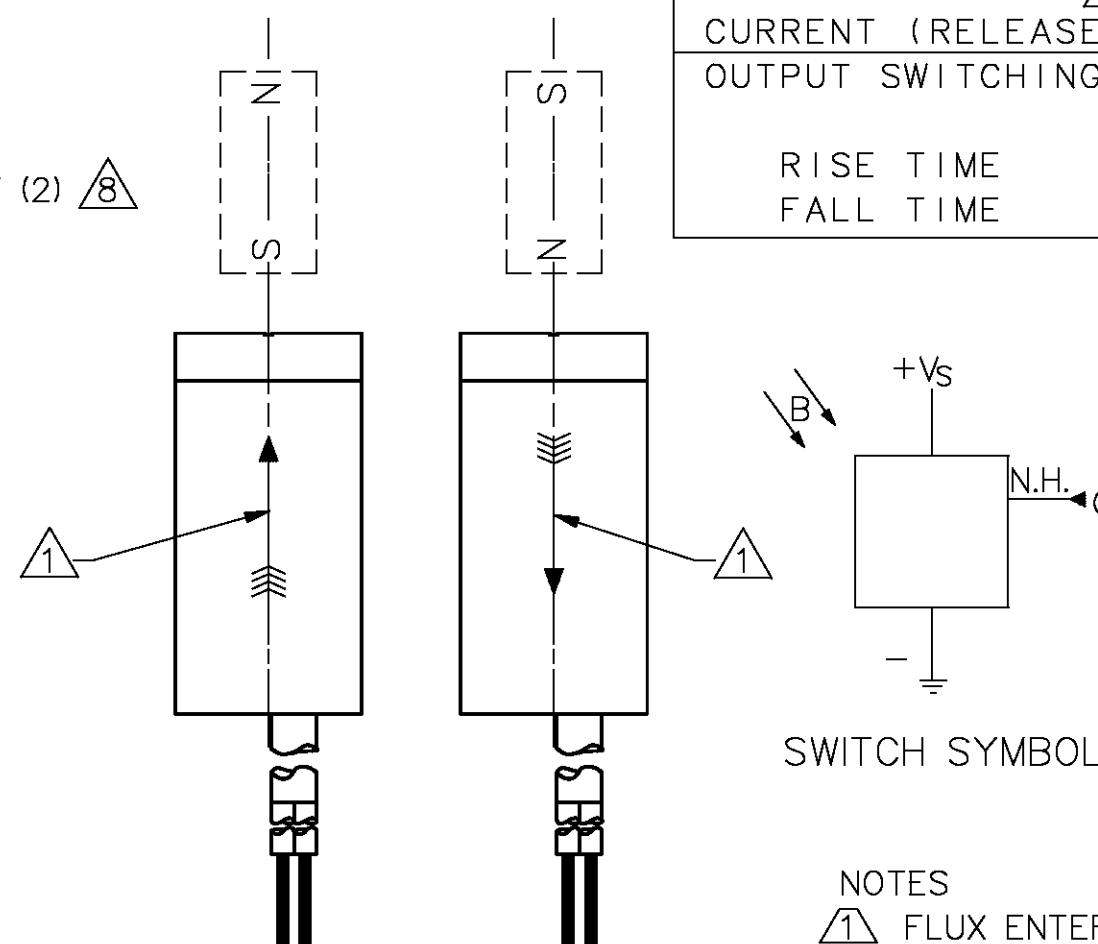 CURRENT (RELEASE
OUTPUT SWITCHING
RISE TIME
FALL TIME
N
S
S
N
(2) 8
1
1
+VS
B
N.H.
-
SWITCH SYMBOL
NOTES
1 FLUX ENTER